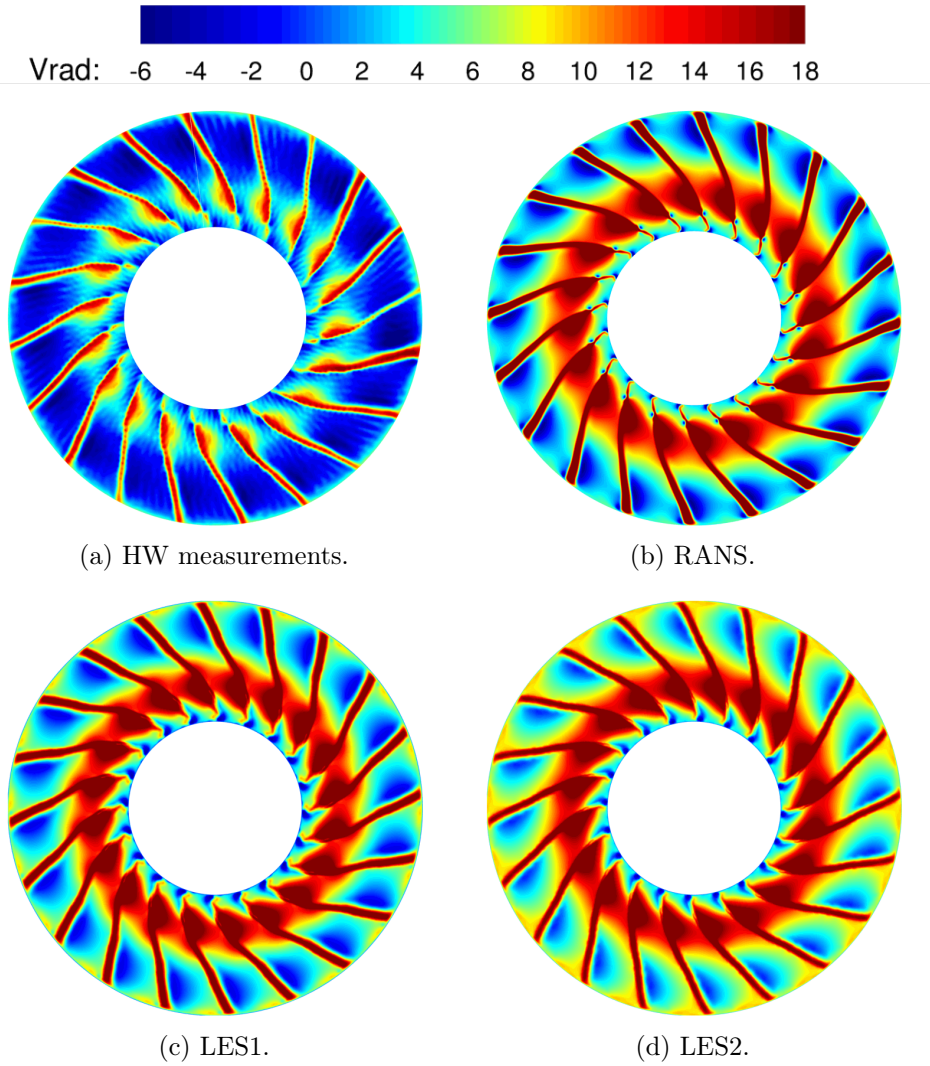 Vrad: -6 -4 -2 0 2 4 6 8 10 12 14 16 18
(a) HW measurements.
(b) RANS.
(c) LES1.
(d) LES2.